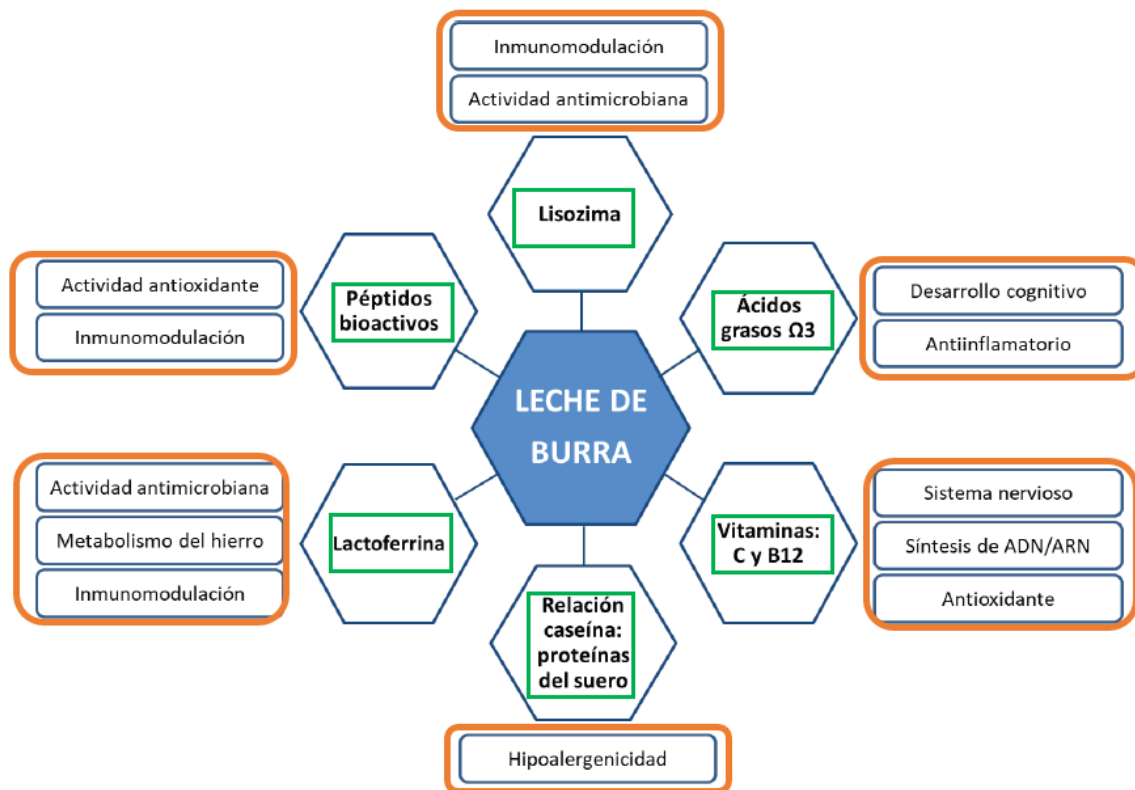 Inmunomodulación
Actividad antimicrobiana
Lisozima
Actividad antioxidante
Inmunomodulación
Péptidos
bioactivos
Ácidos
grasos Ω3
Desarrollo cognitivo
Antiinflamatorio
LECHE DE
BURRA
Actividad antimicrobiana
Metabolismo del hierro
Inmunomodulación
Lactoferrina
Vitaminas:
C y B12
Sistema nervioso
Síntesis de ADN/ARN
Antioxidante
Relación
caseína:
proteínas
del suero
Hipoalergenicidad